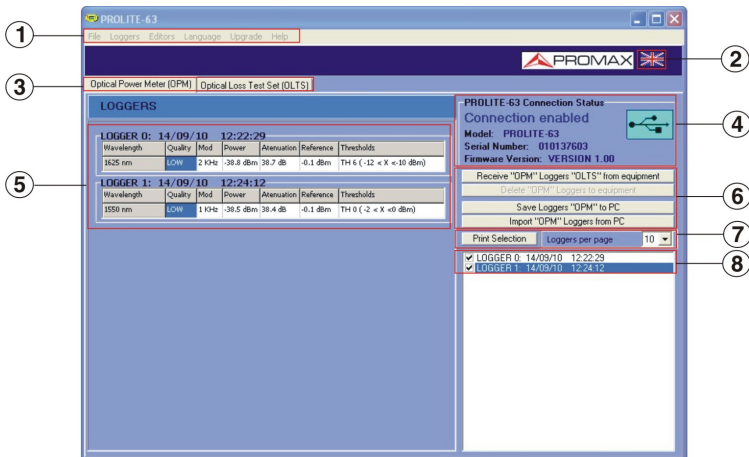 PROLITE-63
1
File Loggers Editors Language Upgrade Help
PROMAX
2
3
Optical Power Meter (OPM) Optical Loss Test Set (OLTS)
LOGGERS
PROLITE-63 Connection Status
Connection enabled
Model: PROLITE-63
Serial Number: 010137603
Firmware Version: VERSION 1.00
4
5
LOGGER 0: 14/09/10 12:22:29
Wavelength Quality Mod Power Atenuation Reference Thresholds
1625 nm LOW 2 KHz -38.8 dBm 38.7 dB -0.1 dBm TH 6 ( -12 < X <-10 dBm)
LOGGER 1: 14/09/10 12:24:12
Wavelength Quality Mod Power Atenuation Reference Thresholds
1550 nm LOW 1 KHz -38.5 dBm 38.4 dB -0.1 dBm TH 0 ( -2 < X <0 dBm)
Receive "OPM" Loggers "OLTS" from equipment
Delete "OPM" Loggers to equipment
Save Loggers "OPM" to PC
Import "OPM" Loggers from PC
6
Print Selection Loggers per page 10
7
LOGGER 0: 14/09/10 12:22:29
LOGGER 1: 14/09/10 12:24:12
8